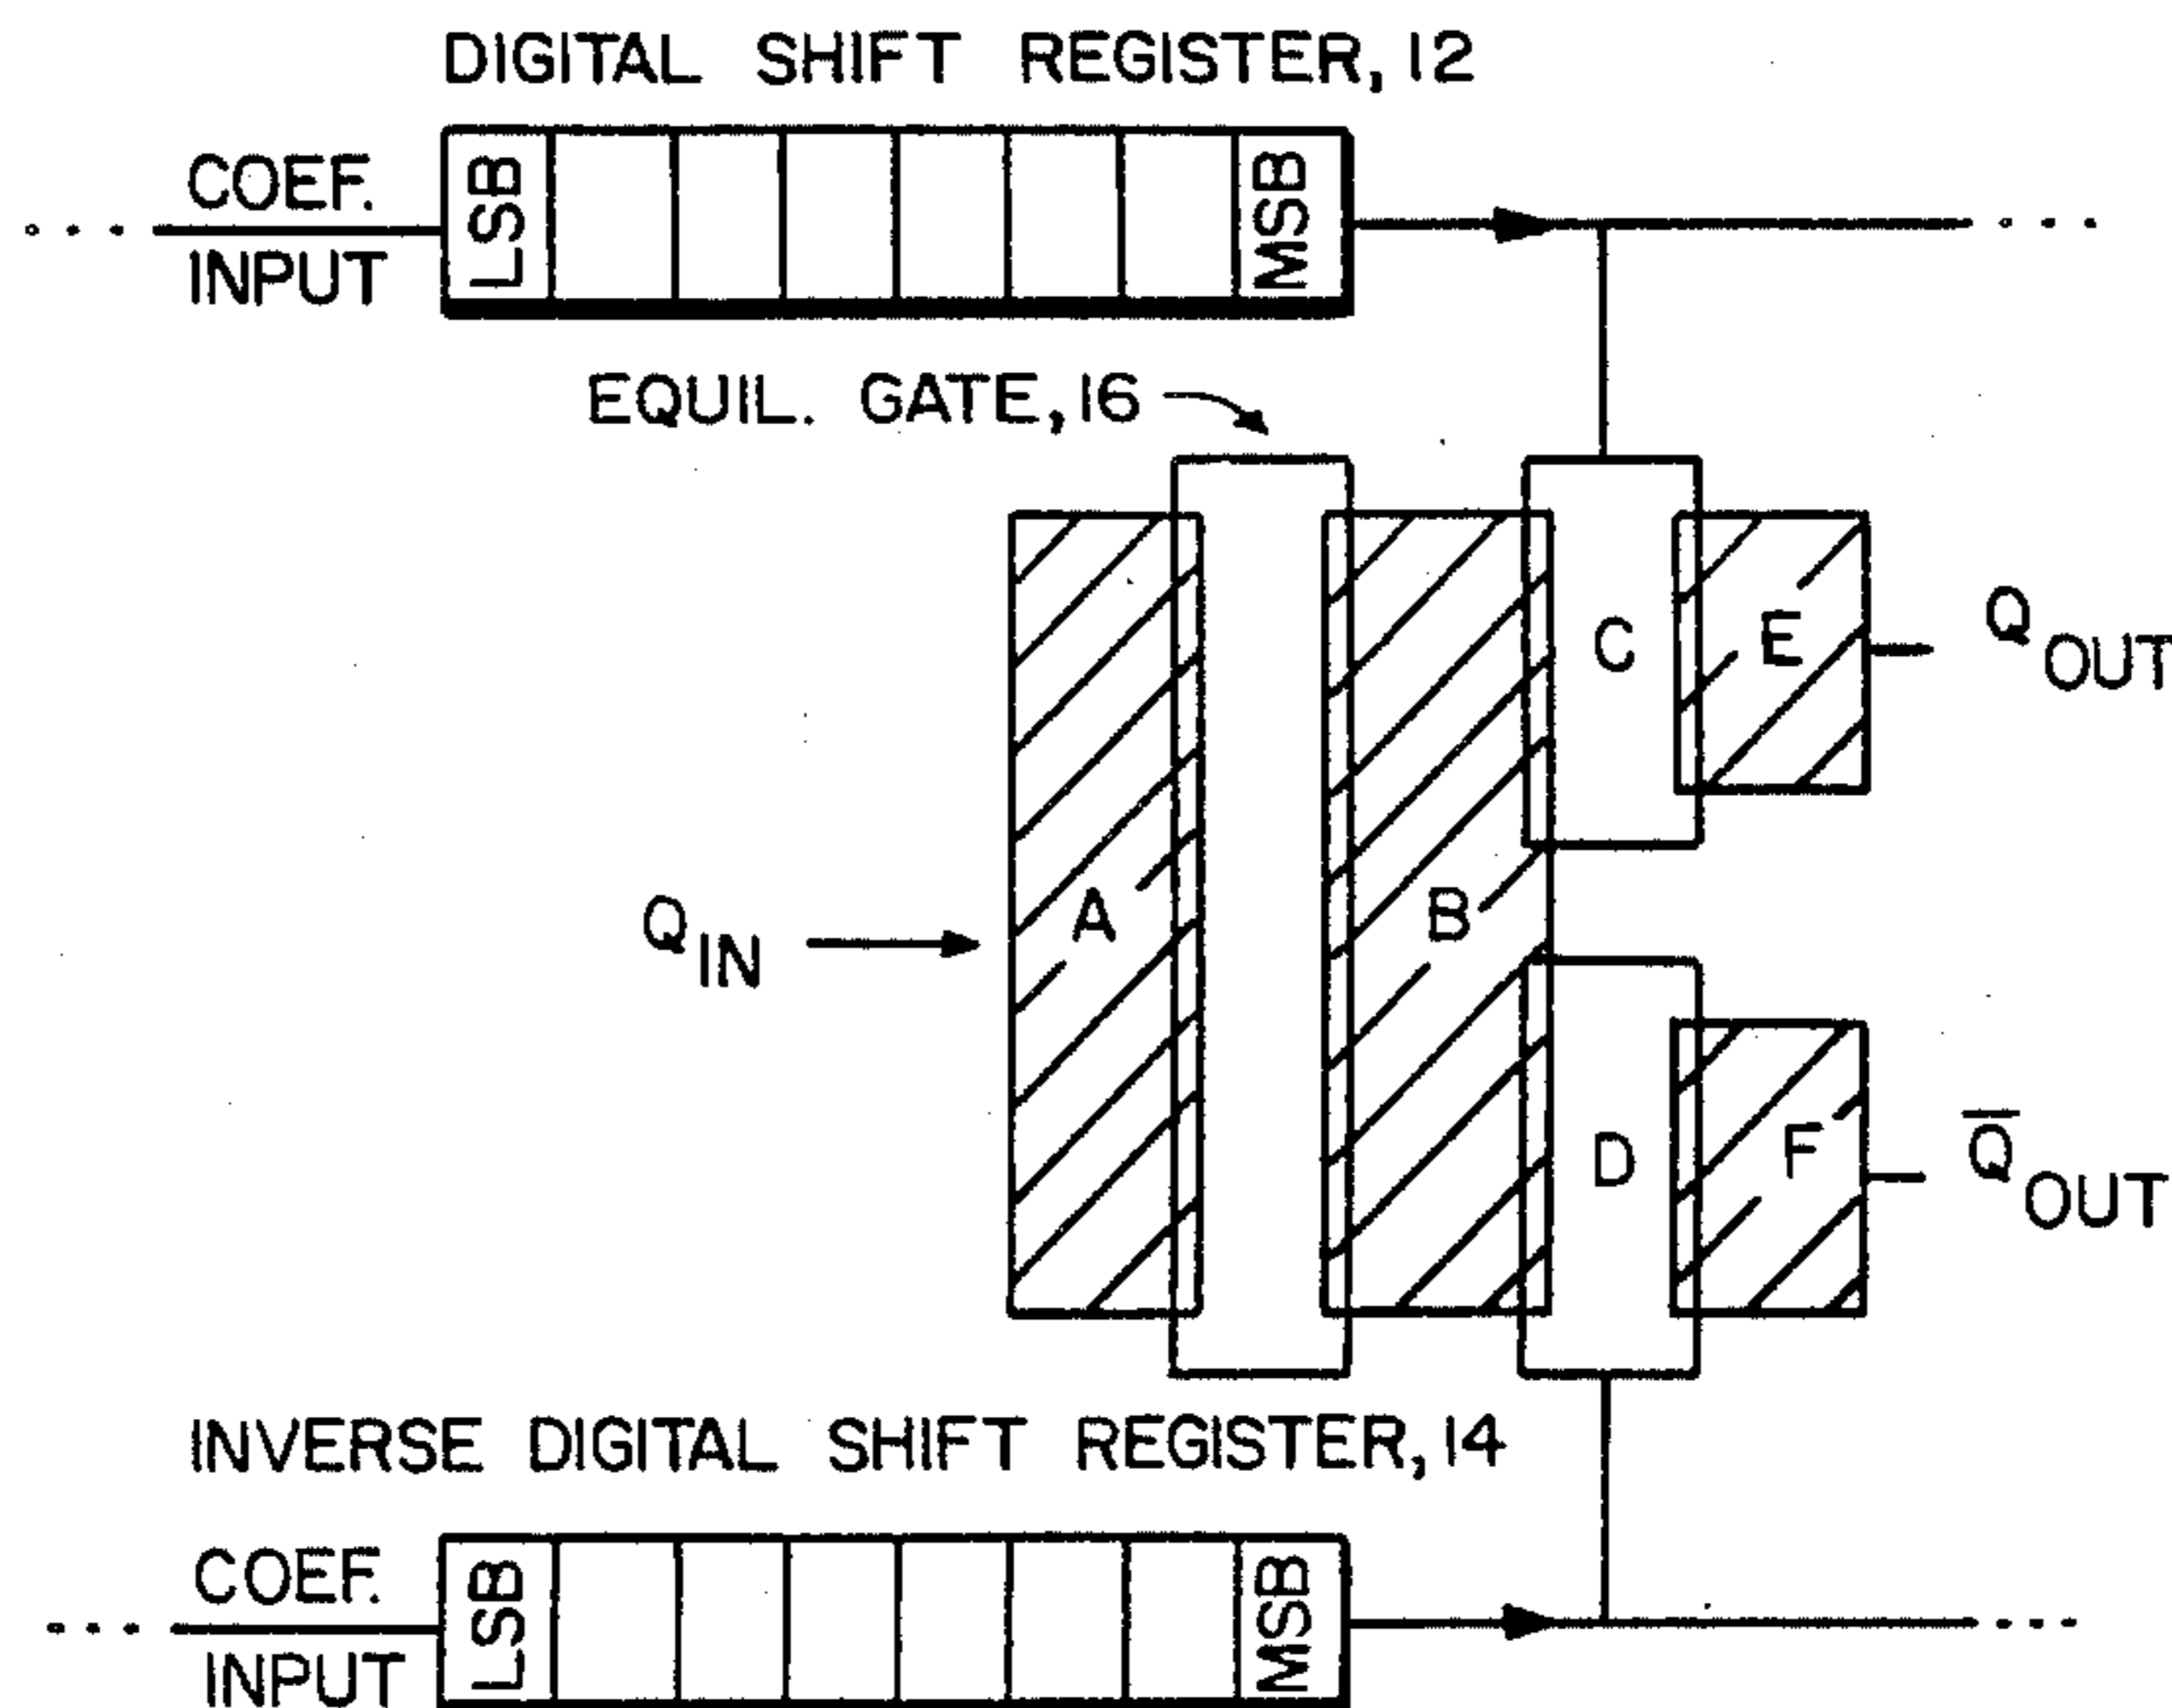 DIGITAL SHIFT REGISTER, 12
COEF.
INPUT
LSB
MSB
EQUIL. GATE, 16
C
E
Q OUT
Q IN
A
B
D
F
Q̅ OUT
INVERSE DIGITAL SHIFT REGISTER, 14
COEF.
INPUT
LSB
MSB